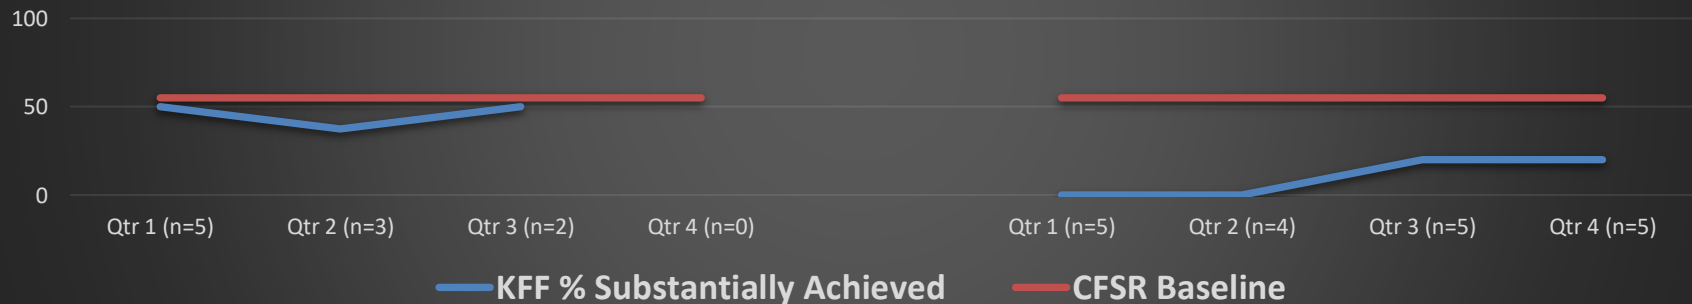 100
50
0
Qtr 1 (n=5) Qtr 2 (n=3) Qtr 3 (n=2) Qtr 4 (n=0) Qtr 1 (n=5) Qtr 2 (n=4) Qtr 3 (n=5) Qtr 4 (n=5)
KFF % Substantially Achieved CFSR Baseline